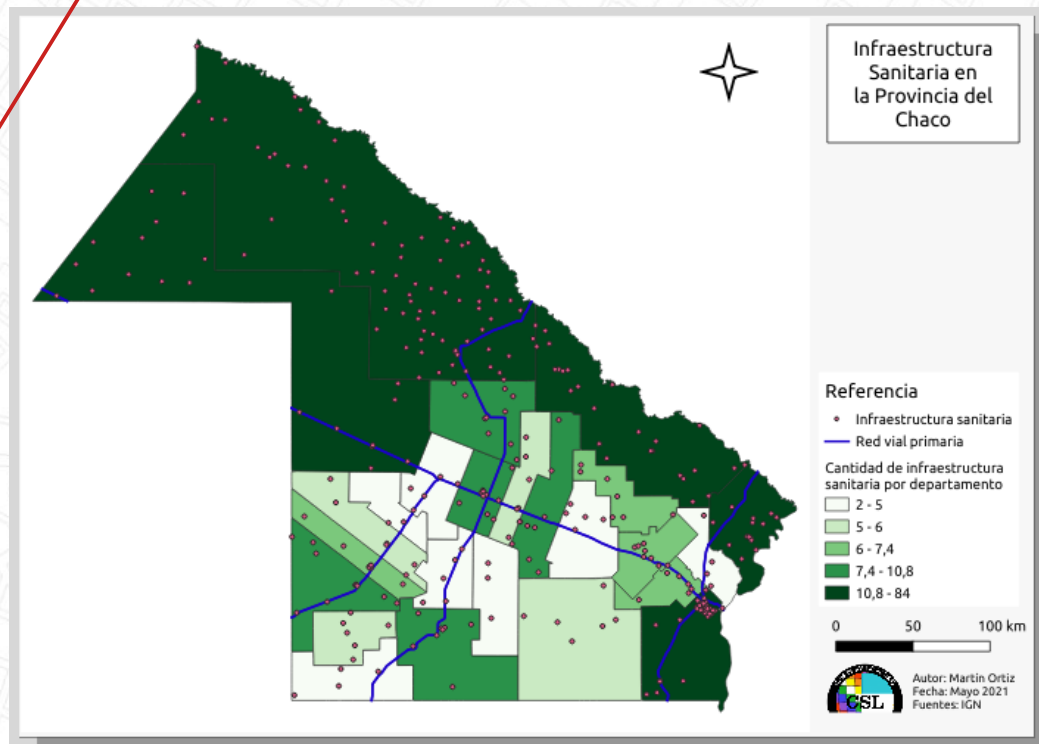 Infraestructura
Sanitaria en
la Provincia del
Chaco
Referencia
Infraestructura sanitaria
Red vial primaria
Cantidad de infraestructura
sanitaria por departamento
2 - 5
5 - 6
6 - 7,4
7,4 - 10,8
10,8 - 84
0 50 100 km
CSL
Autor: Martin Ortiz
Fecha: Mayo 2021
Fuentes: IGN